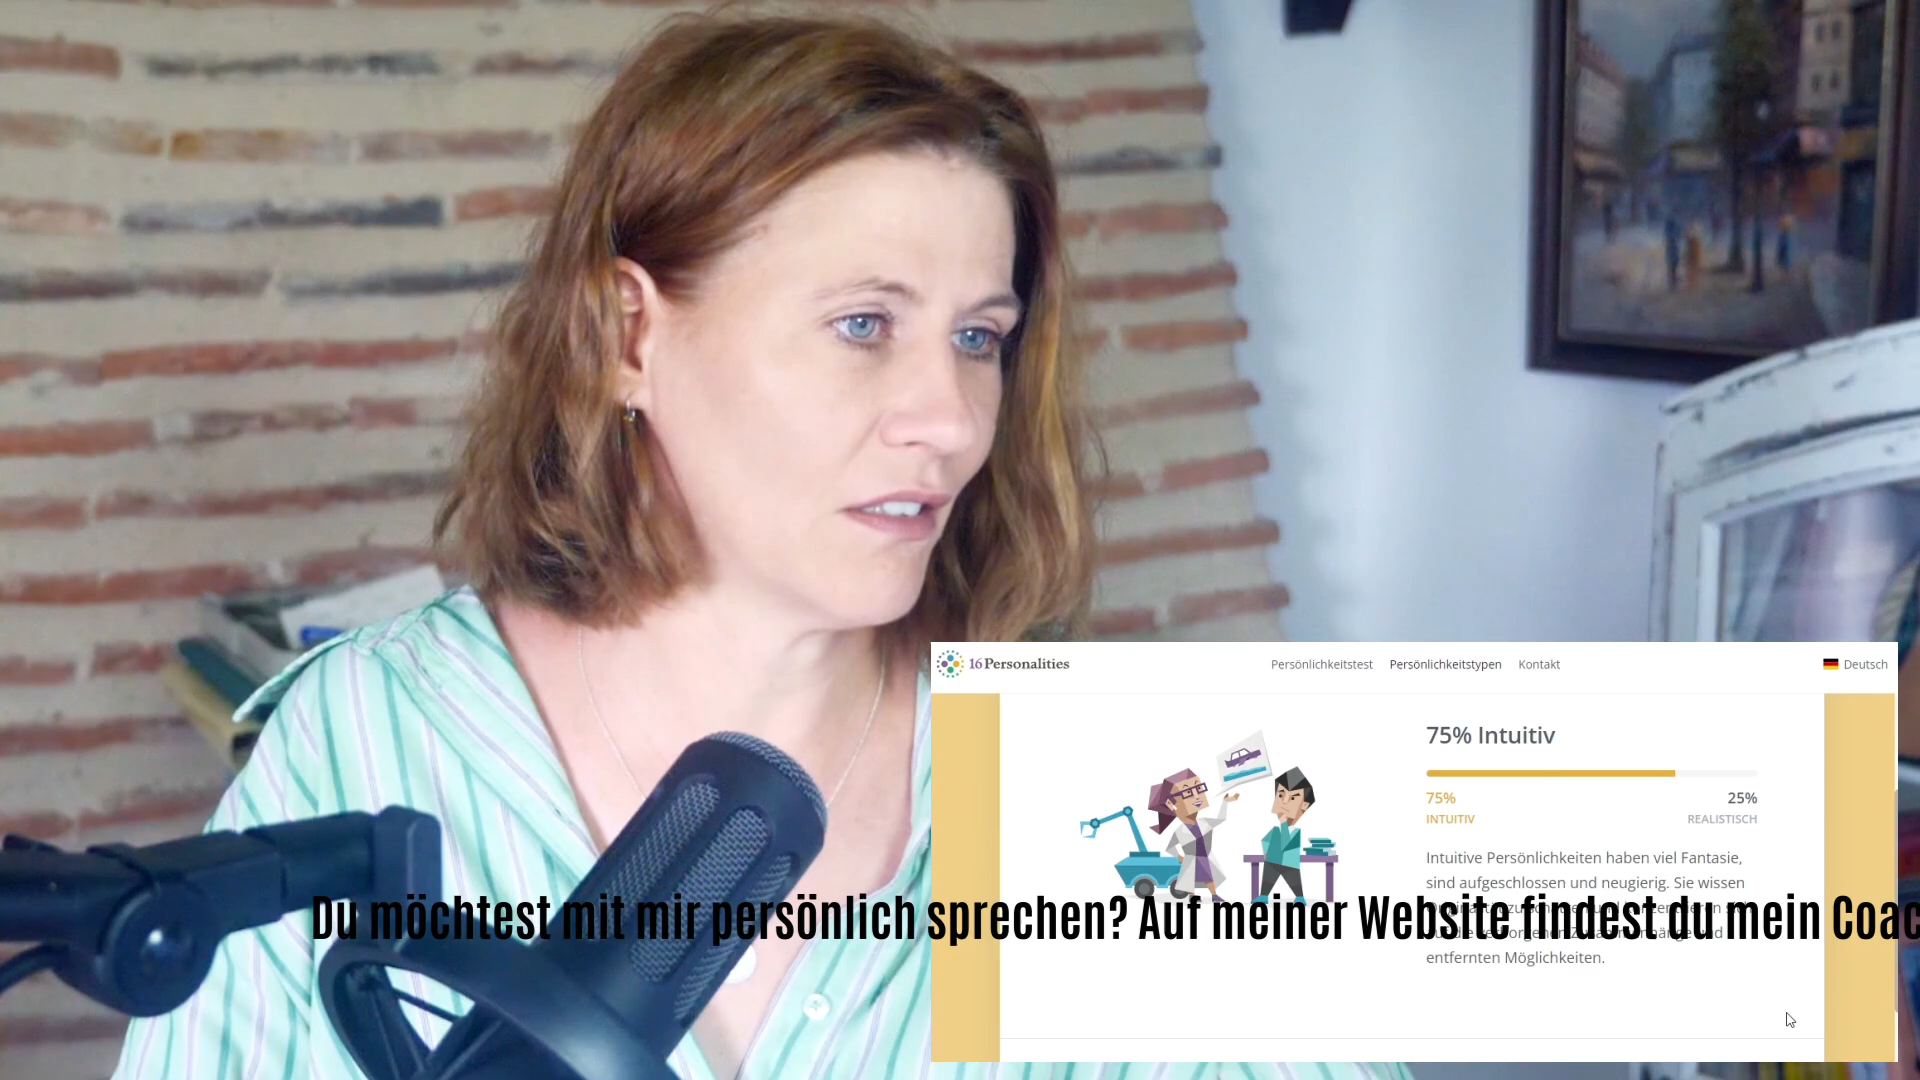 16Personalities
Persönlichkeitstest Persönlichkeitstypen Kontakt
Deutsch
75% Intuitiv
75% 25%
INTUITIV REALISTISCH
Intuitive Persönlichkeiten haben viel Fantasie,
sind aufgeschlossen und neugierig. Sie wissen
Du möchtest mit mir persönlich sprechen? Auf meiner Website findest du mein Coac
entfernten Möglichkeiten.